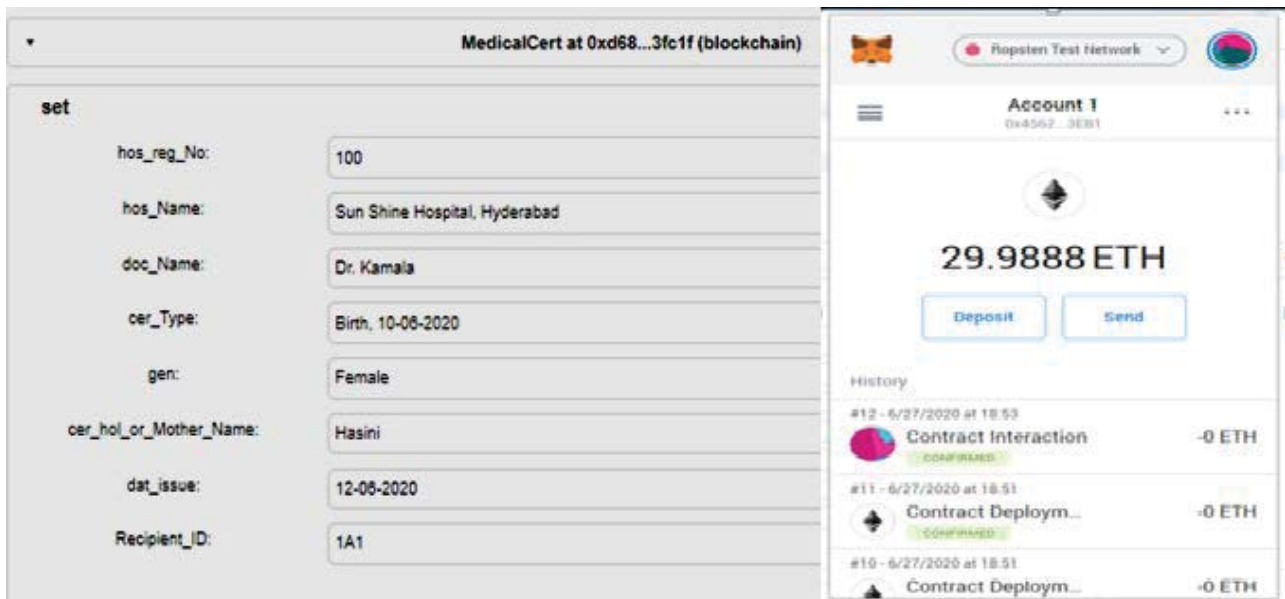 MedicalCert at 0xd68...3fc1f (blockchain)
set
hos_reg_No: 100
hos_Name: Sun Shine Hospital, Hyderabad
doc_Name: Dr. Kamala
cer_Type: Birth, 10-06-2020
gen: Female
cer_hol_or_Mother_Name: Hasini
dat_issue: 12-06-2020
Recipient_ID: 1A1
Ropsten Test Network
Account 1
0x4562...3EB1
29.9888 ETH
Deposit Send
History
#12 - 6/27/2020 at 18:53
Contract Interaction -0 ETH
CONFIRMED
#11 - 6/27/2020 at 18:51
Contract Deploym... -0 ETH
CONFIRMED
#10 - 6/27/2020 at 18:51
Contract Deploym... -0 ETH